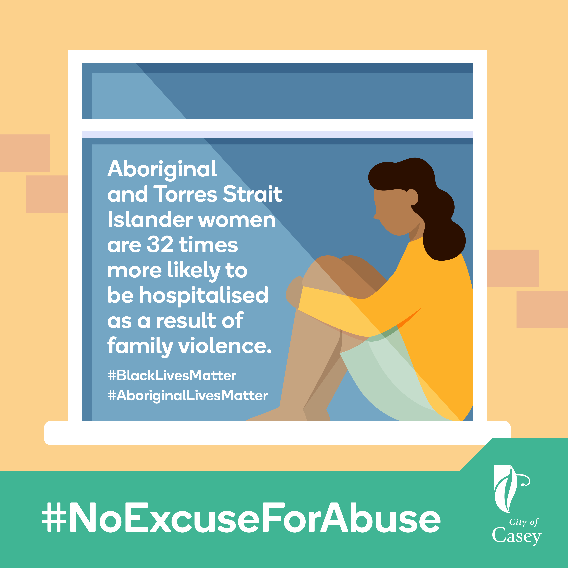 Aboriginal
and Torres Strait
Islander women
are 32 times
more likely to
be hospitalised
as a result of
family violence.
#BlackLivesMatter
#AboriginalLivesMatter
#NoExcuseForAbuse
City of
Casey